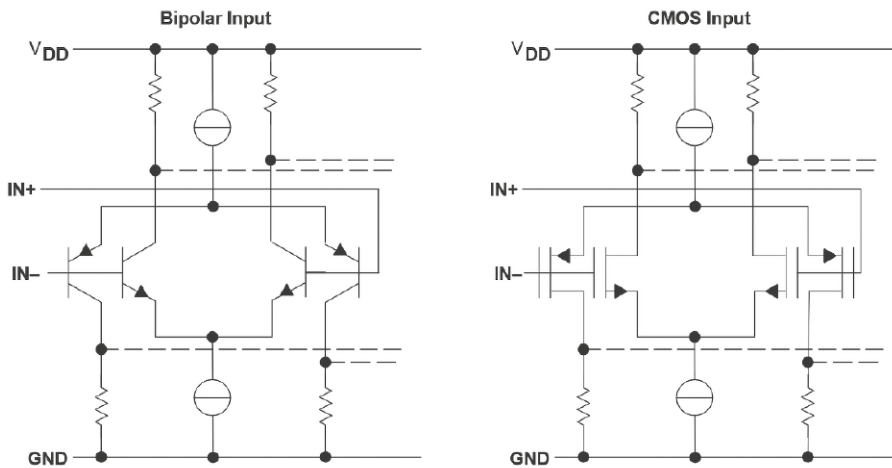 Bipolar Input
VDD
IN+
IN–
GND
CMOS Input
VDD
IN+
IN–
GND